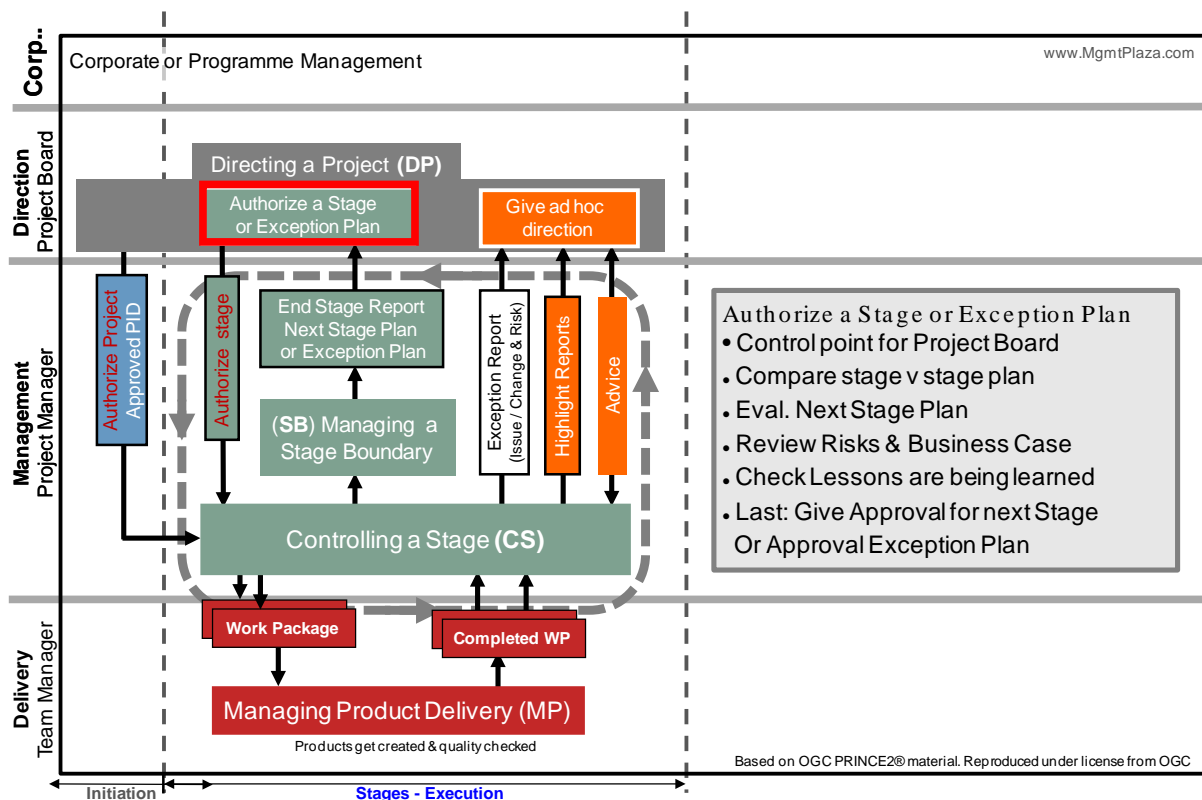 Corp..
Corporate or Programme Management
www.MgmtPlaza.com
Direction
Project Board
Directing a Project (DP)
Authorize a Stage
or Exception Plan
Give ad hoc
direction
Management
Project Manager
Authorize Project
Approved PID
Authorize stage
End Stage Report
Next Stage Plan
or Exception Plan
(SB) Managing a
Stage Boundary
Exception Report
(Issue / Change & Risk)
Highlight Reports
Advice
Controlling a Stage (CS)
Authorize a Stage or Exception Plan
• Control point for Project Board
• Compare stage v stage plan
• Eval. Next Stage Plan
• Review Risks & Business Case
• Check Lessons are being learned
• Last: Give Approval for next Stage
Or Approval Exception Plan
Delivery
Team Manager
Work Package
Completed WP
Managing Product Delivery (MP)
Products get created & quality checked
Based on OGC PRINCE2® material. Reproduced under license from OGC
Initiation
Stages - Execution